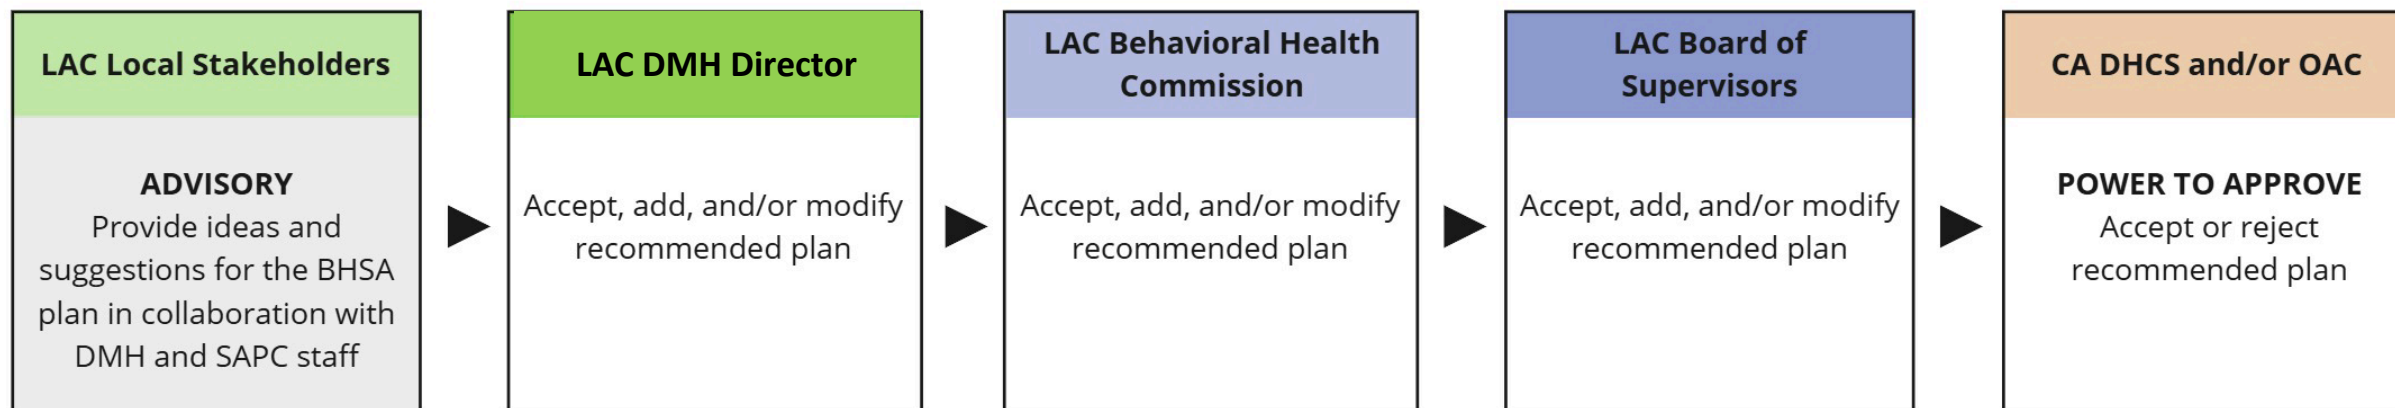 LAC Local Stakeholders
ADVISORY
Provide ideas and
suggestions for the BHSA
plan in collaboration with
DMH and SAPC staff
LAC DMH Director
Accept, add, and/or modify
recommended plan
LAC Behavioral Health
Commission
Accept, add, and/or modify
recommended plan
LAC Board of
Supervisors
Accept, add, and/or modify
recommended plan
CA DHCS and/or OAC
POWER TO APPROVE
Accept or reject
recommended plan